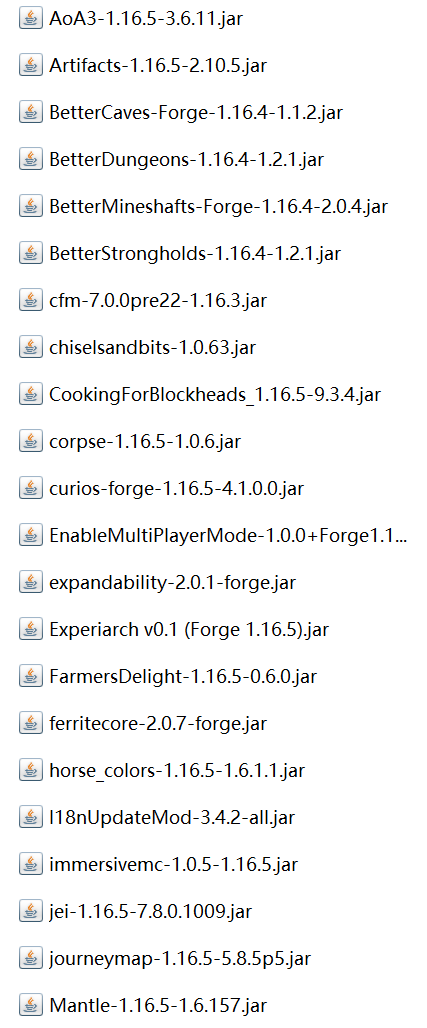 AoA3-1.16.5-3.6.11.jar
Artifacts-1.16.5-2.10.5.jar
BetterCaves-Forge-1.16.4-1.1.2.jar
BetterDungeons-1.16.4-1.2.1.jar
BetterMineshafts-Forge-1.16.4-2.0.4.jar
BetterStrongholds-1.16.4-1.2.1.jar
cfm-7.0.0pre22-1.16.3.jar
chiselsandbits-1.0.63.jar
CookingForBlockheads_1.16.5-9.3.4.jar
corpse-1.16.5-1.0.6.jar
curios-forge-1.16.5-4.1.0.0.jar
EnableMultiPlayerMode-1.0.0+Forge1.1...
expandability-2.0.1-forge.jar
Experiarch v0.1 (Forge 1.16.5).jar
FarmersDelight-1.16.5-0.6.0.jar
ferritecore-2.0.7-forge.jar
horse_colors-1.16.5-1.6.1.1.jar
I18nUpdateMod-3.4.2-all.jar
immersivemc-1.0.5-1.16.5.jar
jei-1.16.5-7.8.0.1009.jar
journeymap-1.16.5-5.8.5p5.jar
Mantle-1.16.5-1.6.157.jar